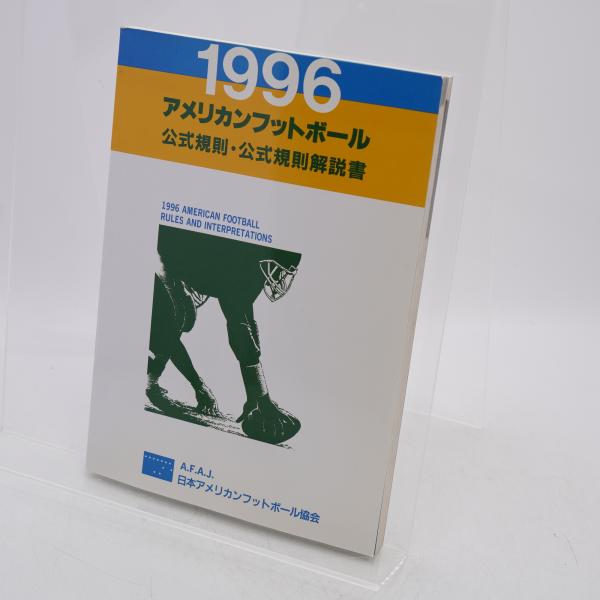 1996
アメリカンフットボール
公式規則・公式規則解説書
1996 AMERICAN FOOTBALL
RULES AND INTERPRETATIONS
A.F.A.J.
日本アメリカンフットボール協会